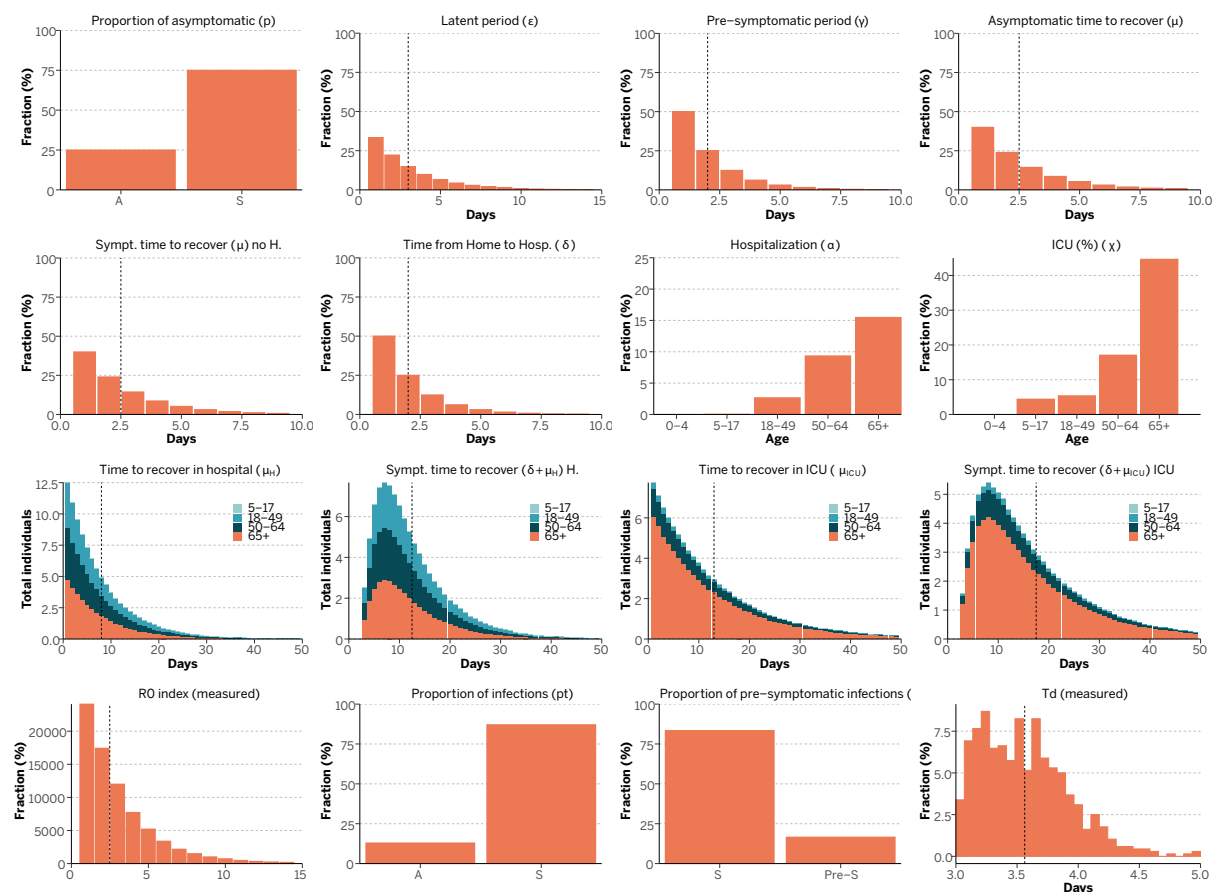 Proportion of asymptomatic (p)
Fraction (%)
100
75
50
25
0
A S
Latent period (ε)
Fraction (%)
100
75
50
25
0
0 5 10 15
Days
Pre−symptomatic period (γ)
Fraction (%)
100
75
50
25
0
0.0 2.5 5.0 7.5 10.0
Days
Asymptomatic time to recover (μ)
Fraction (%)
100
75
50
25
0
0.0 2.5 5.0 7.5 10.0
Days
Sympt. time to recover (μ) no H.
Fraction (%)
100
75
50
25
0
0.0 2.5 5.0 7.5 10.0
Days
Time from Home to Hosp. ( δ)
Fraction (%)
100
75
50
25
0
0.0 2.5 5.0 7.5 10.0
Days
Hospitalization ( α)
Fraction (%)
25
20
15
10
5
0
0−4 5−17 18−49 50−64 65+
Age
ICU (%) ( χ)
Fraction (%)
40
30
20
10
0
0−4 5−17 18−49 50−64 65+
Age
Time to recover in hospital ( μH)
Total individuals
12.5
10.0
7.5
5.0
2.5
0.0
0 10 20 30 40 50
Days
5−17
18−49
50−64
65+
Sympt. time to recover (δ+μH) H.
Total individuals
6
4
2
0
0 10 20 30 40 50
Days
5−17
18−49
50−64
65+
Time to recover in ICU ( μICU)
Total individuals
6
4
2
0
0 10 20 30 40 50
Days
5−17
18−49
50−64
65+
Sympt. time to recover (δ+μICU) ICU
Total individuals
5
4
3
2
1
0
0 10 20 30 40 50
Days
5−17
18−49
50−64
65+
R0 index (measured)
Fraction (%)
20000
15000
10000
5000
0
0 5 10 15
Proportion of infections (pt)
Fraction (%)
100
75
50
25
0
A S
Proportion of pre−symptomatic infections (
Fraction (%)
100
75
50
25
0
S Pre−S
Td (measured)
Fraction (%)
7.5
5.0
2.5
0.0
3.0 3.5 4.0 4.5 5.0
Days